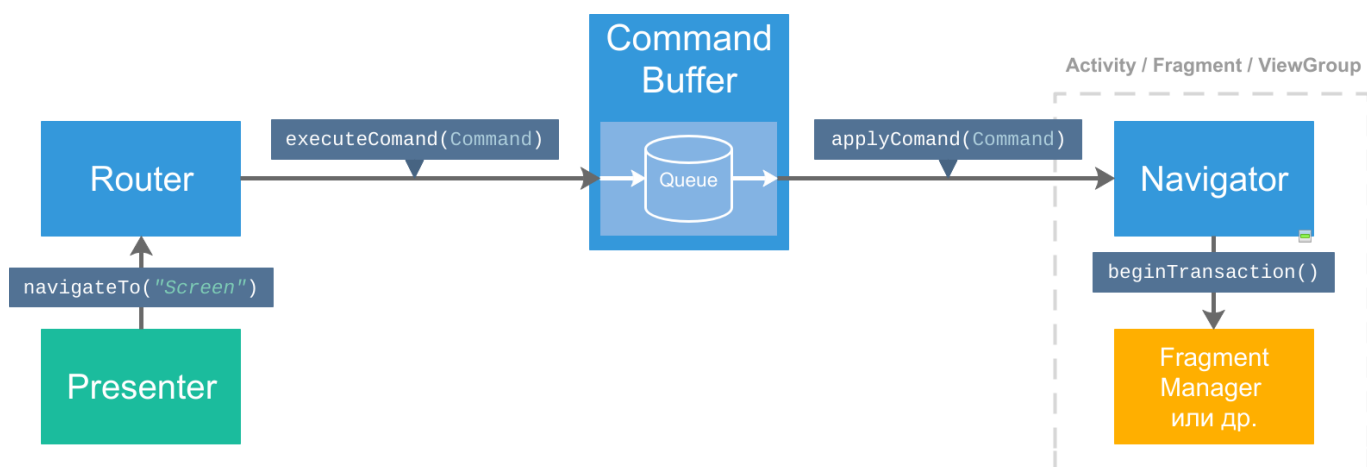 Command
Buffer
Activity / Fragment / ViewGroup
executeComand(Command)
applyComand(Command)
Router
Queue
Navigator
navigateTo("Screen")
beginTransaction()
Presenter
Fragment
Manager
или др.